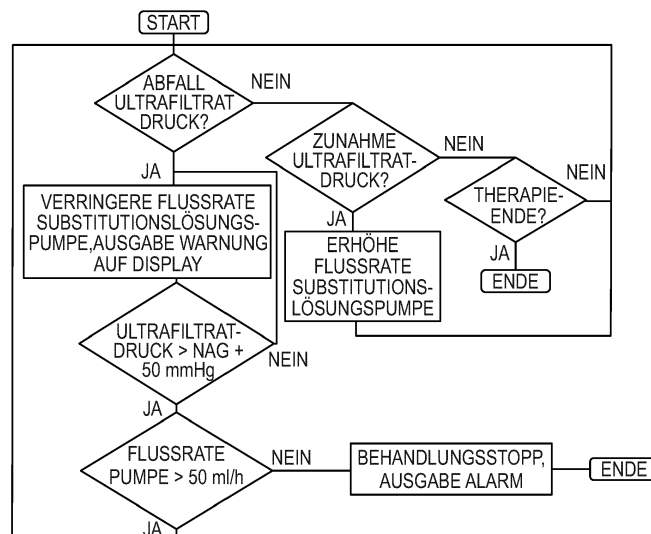 START
ABFALL
ULTRAFILTRAT
DRUCK?
NEIN
JA
ZUNAHME
ULTRAFILTRAT-
DRUCK?
NEIN
JA
THERAPIE-
ENDE?
NEIN
JA
ENDE
VERRINGERE FLUSSRATE
SUBSTITUTIONSLÖSUNGS-
PUMPE,AUSGABE WARNUNG
AUF DISPLAY
ERHÖHE
FLUSSRATE
SUBSTITUTIONS-
LÖSUNGSPUMPE
ULTRAFILTRAT-
DRUCK > NAG +
50 mmHg
NEIN
JA
FLUSSRATE
PUMPE > 50 ml/h
NEIN
JA
BEHANDLUNGSSTOPP,
AUSGABE ALARM
ENDE